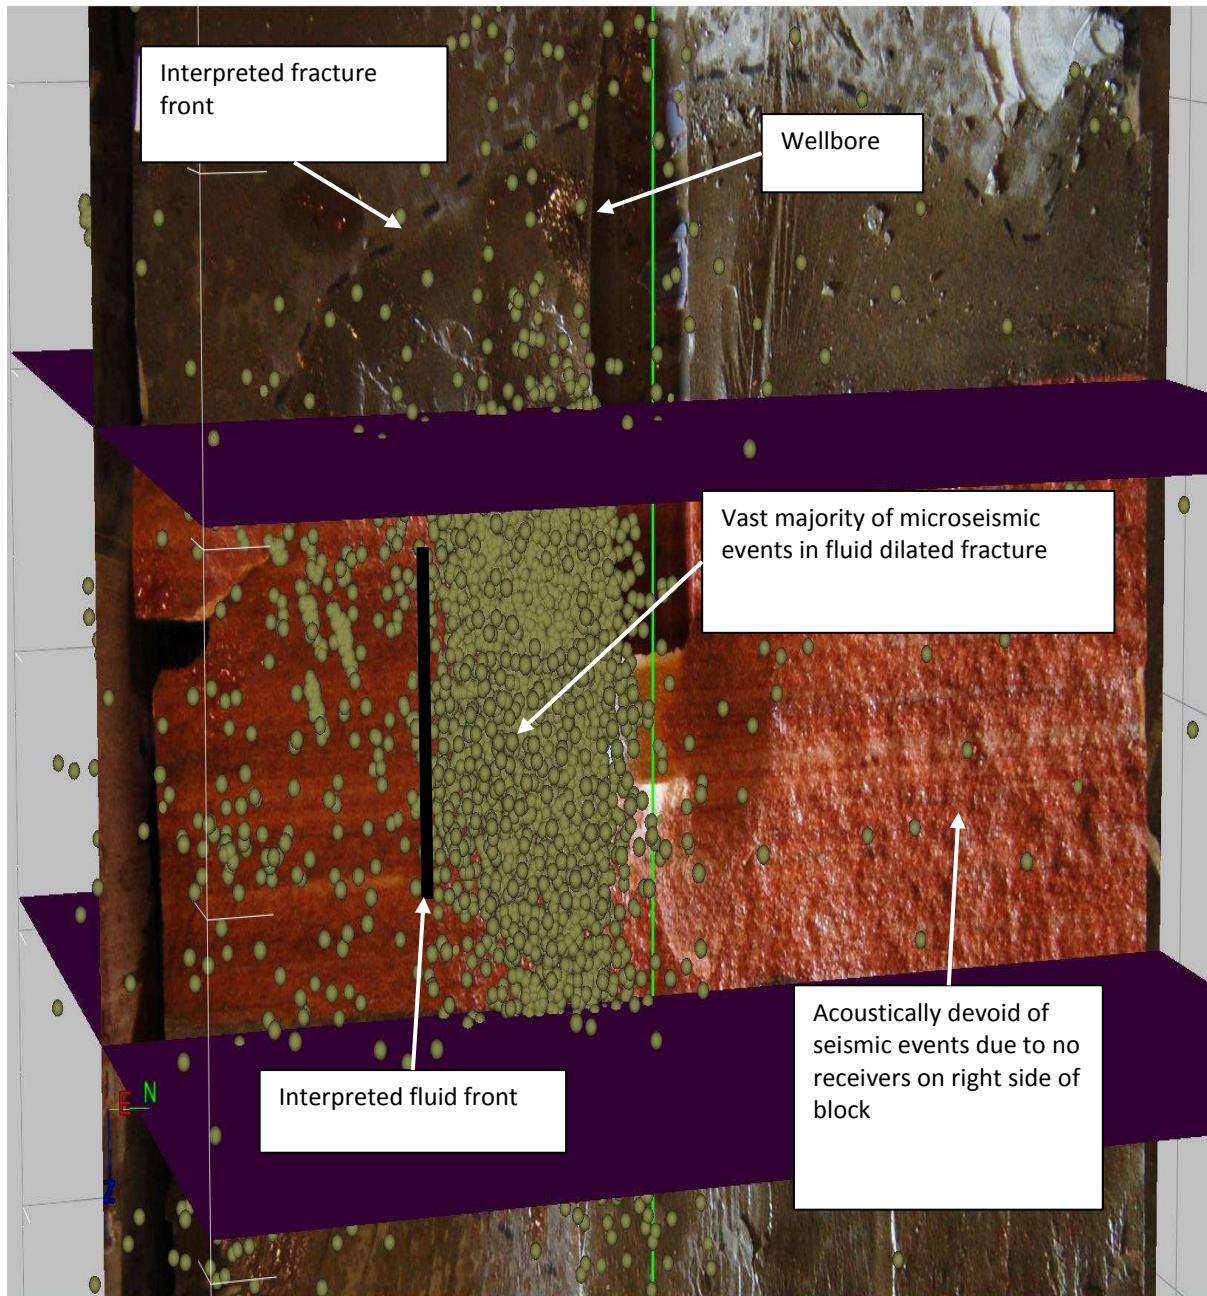 Interpreted fracture
front
Wellbore
Vast majority of microseismic
events in fluid dilated fracture
Acoustically devoid of
seismic events due to no
receivers on right side of
block
Interpreted fluid front
E N
Z